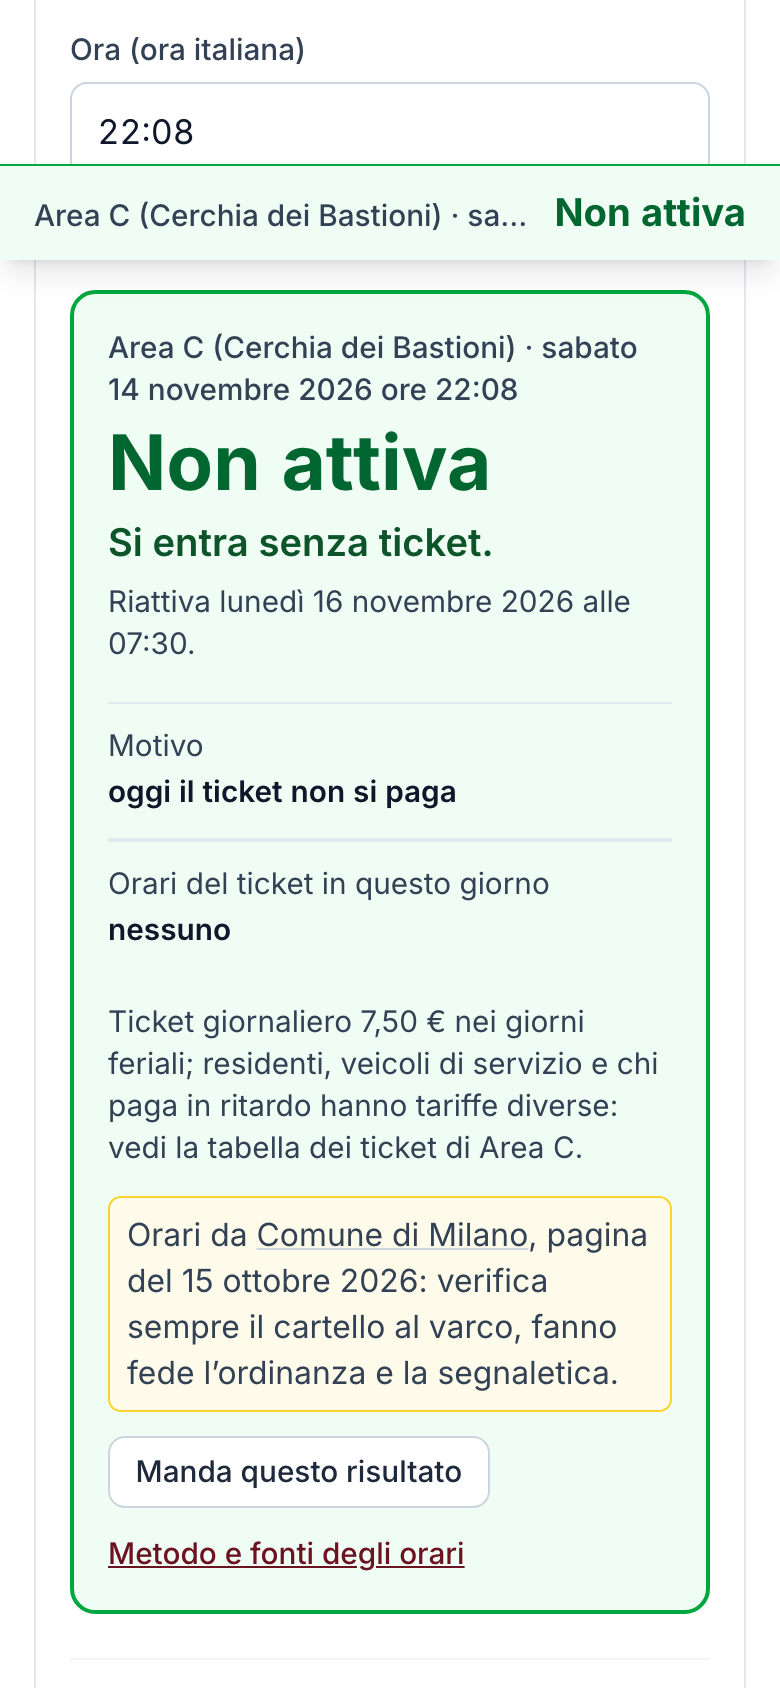 Ora (ora italiana)
22:08
Area C (Cerchia dei Bastioni) · sa... Non attiva
Area C (Cerchia dei Bastioni) · sabato
14 novembre 2026 ore 22:08
Non attiva
Si entra senza ticket.
Riattiva lunedì 16 novembre 2026 alle
07:30.
Motivo
oggi il ticket non si paga
Orari del ticket in questo giorno
nessuno
Ticket giornaliero 7,50 € nei giorni
feriali; residenti, veicoli di servizio e chi
paga in ritardo hanno tariffe diverse:
vedi la tabella dei ticket di Area C.
Orari da Comune di Milano, pagina
del 15 ottobre 2026: verifica
sempre il cartello al varco, fanno
fede l’ordinanza e la segnaletica.
Manda questo risultato
Metodo e fonti degli orari